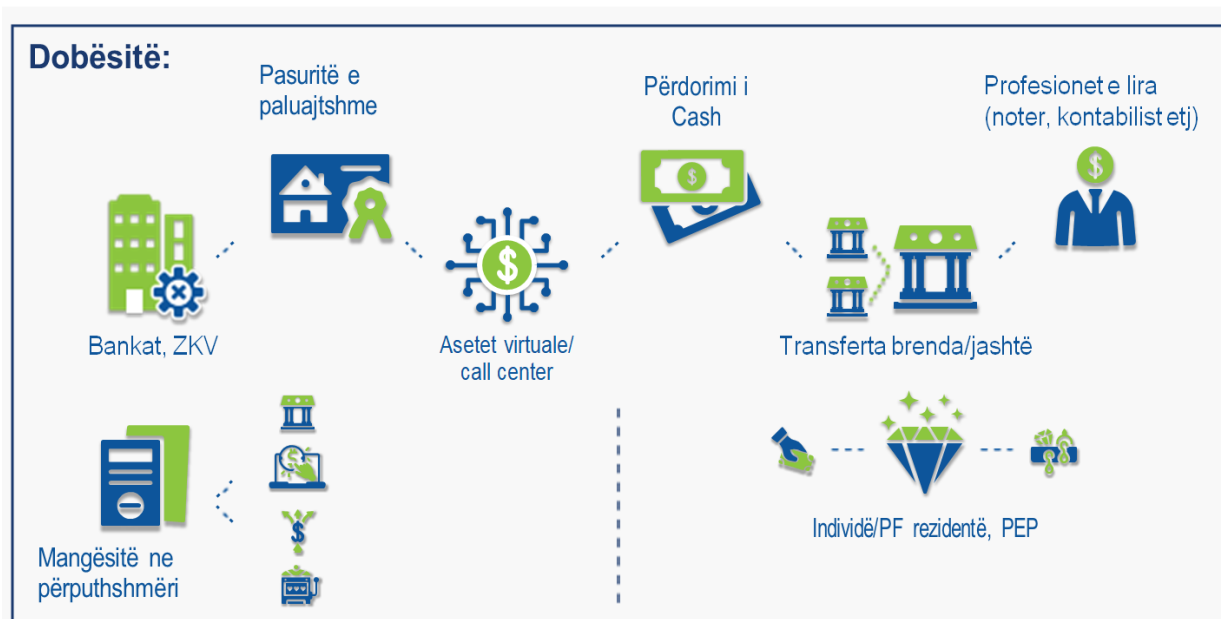 Dobësitë:
Pasuritë e
paluajtshme
Përdorimi i
Cash
Profesionet e lira
(noter, kontabilist etj)
Bankat, ZKV
Asetet virtuale/
call center
Transferta brenda/jashtë
Mangësitë ne
përputhshmëri
Individë/PF rezidentë, PEP